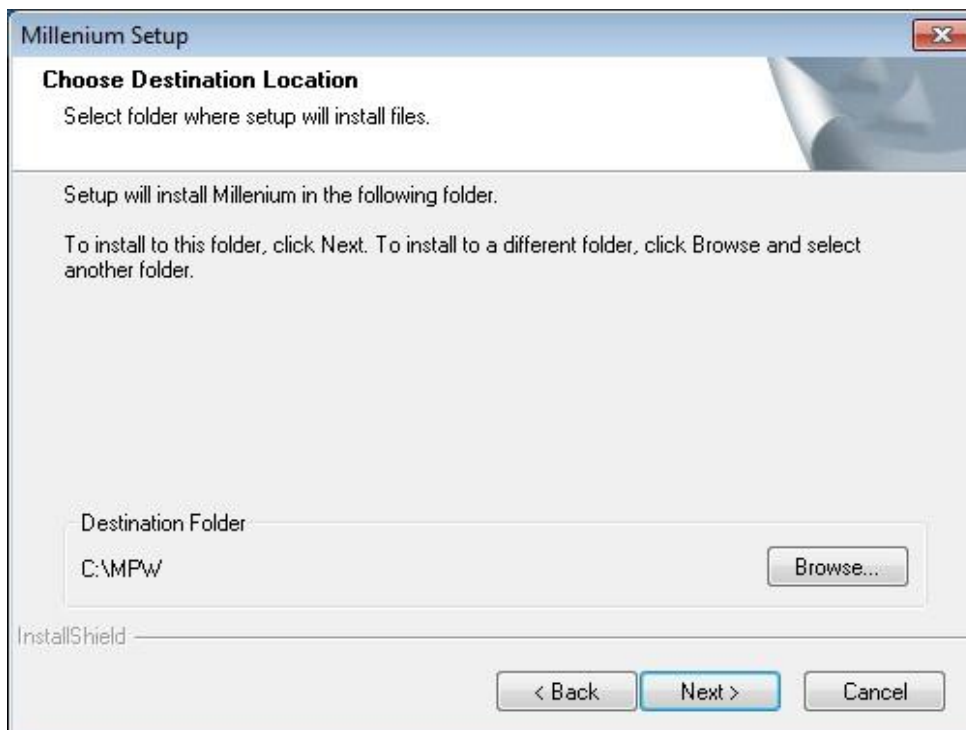 Millenium Setup
Choose Destination Location
Select folder where setup will install files.
Setup will install Millenium in the following folder.
To install to this folder, click Next. To install to a different folder, click Browse and select
another folder.
Destination Folder
C:\MPW
Browse...
InstallShield
< Back
Next >
Cancel